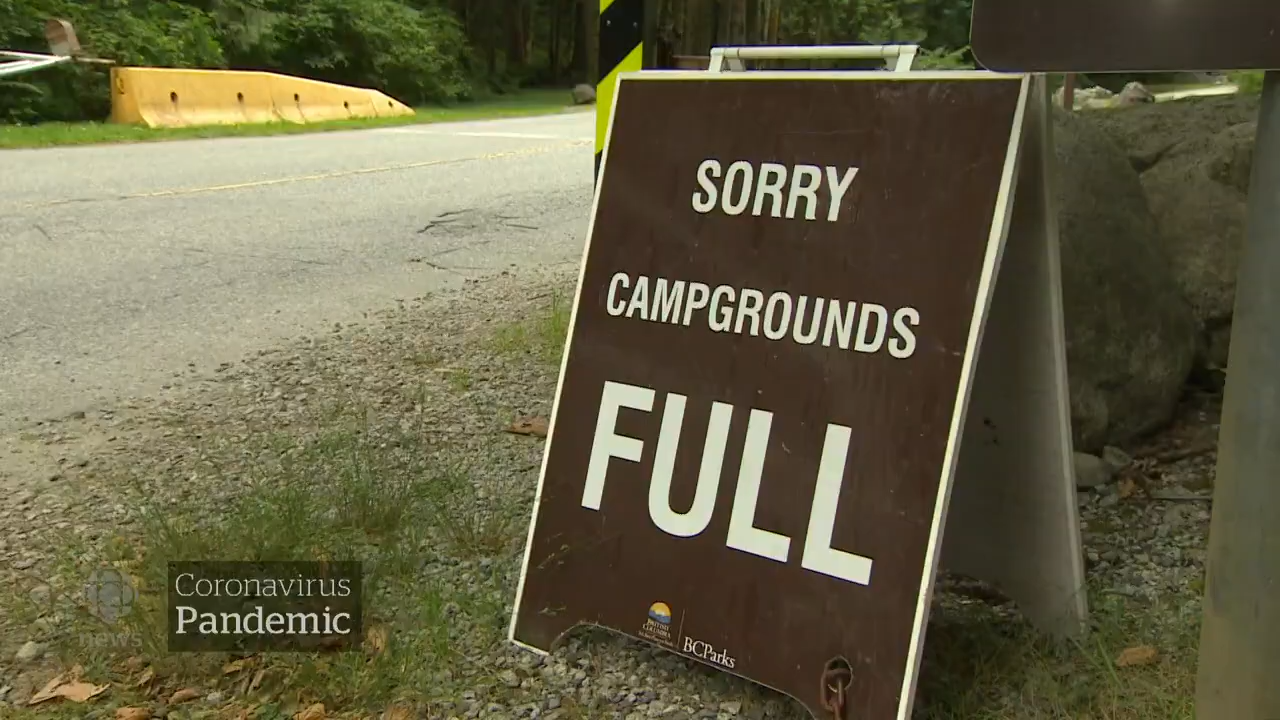 SORRY
CAMPGROUNDS
FULL
BRITISH
COLUMBIA
BCParks
Coronavirus
Pandemic
news